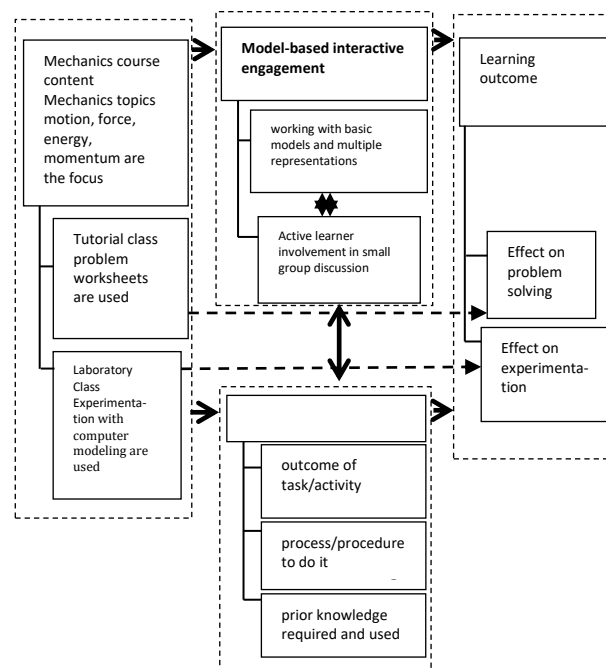 Mechanics course
content
Mechanics topics
motion, force,
energy,
momentum are
the focus
Tutorial class
problem
worksheets
are used
Laboratory
Class
Experimenta-
tion with
computer
modeling are
used
Model-based interactive
engagement
working with basic
models and multiple
representations
Active learner
involvement in small
group discussion
outcome of
task/activity
process/procedure
to do it
prior knowledge
required and used
Learning
outcome
Effect on
problem
solving
Effect on
experimenta-
tion